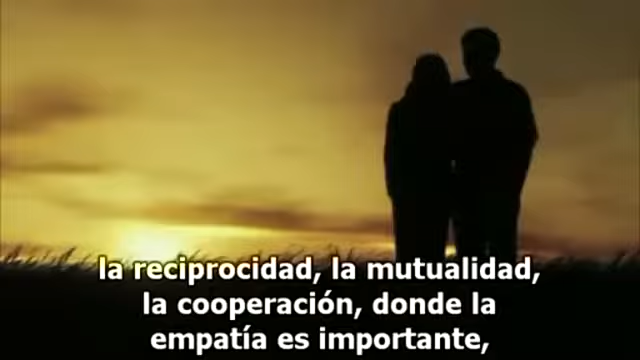 la reciprocidad, la mutualidad,
la cooperación, donde la
empatía es importante,